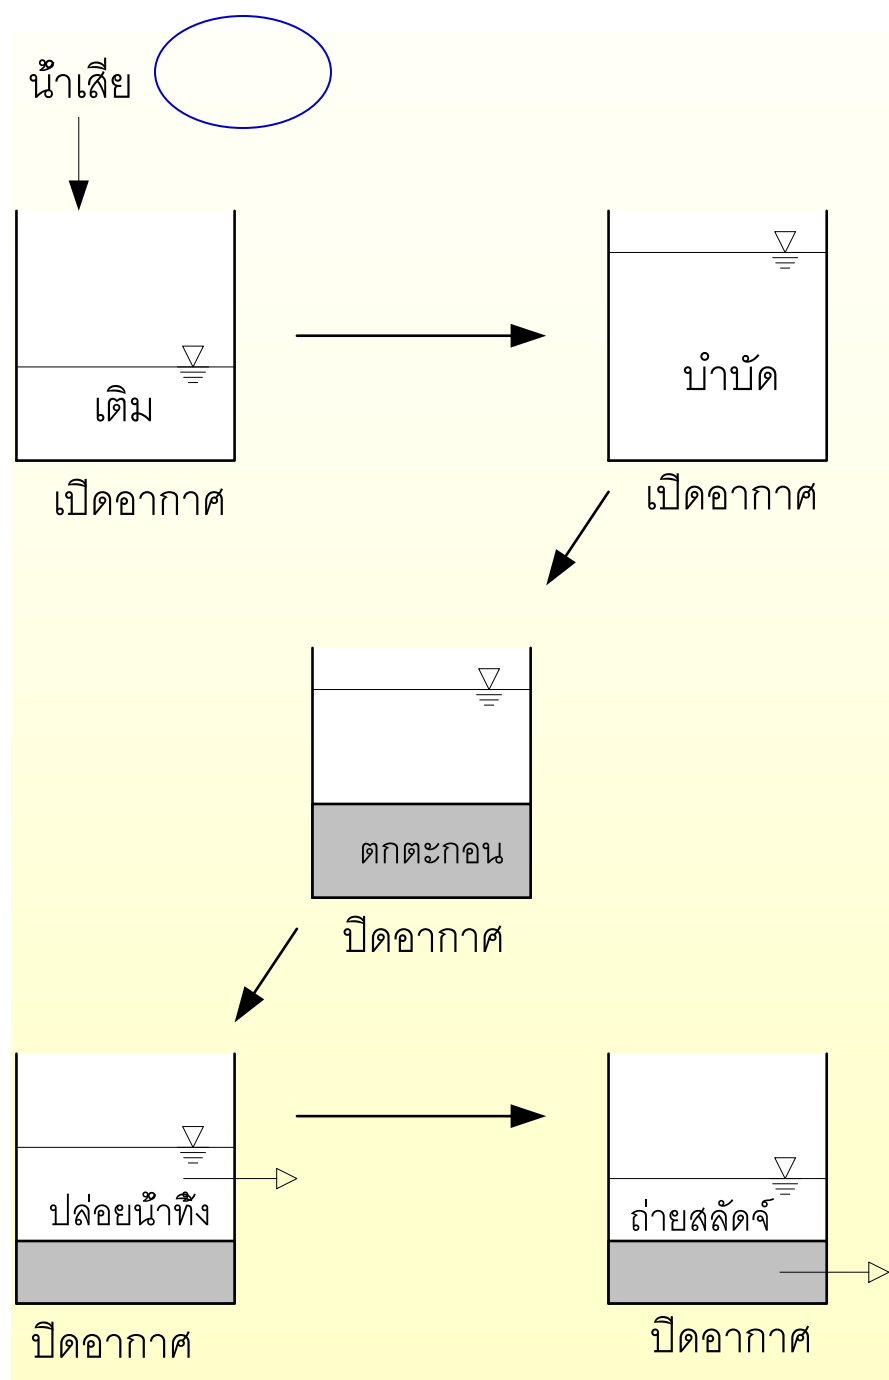 น้ำเสีย
เติม
เปิดอากาศ
บำบัด
เปิดอากาศ
ตกตะกอน
ปิดอากาศ
ปล่อยน้ำทิ้ง
ปิดอากาศ
ถ่ายสลัดจ์
ปิดอากาศ